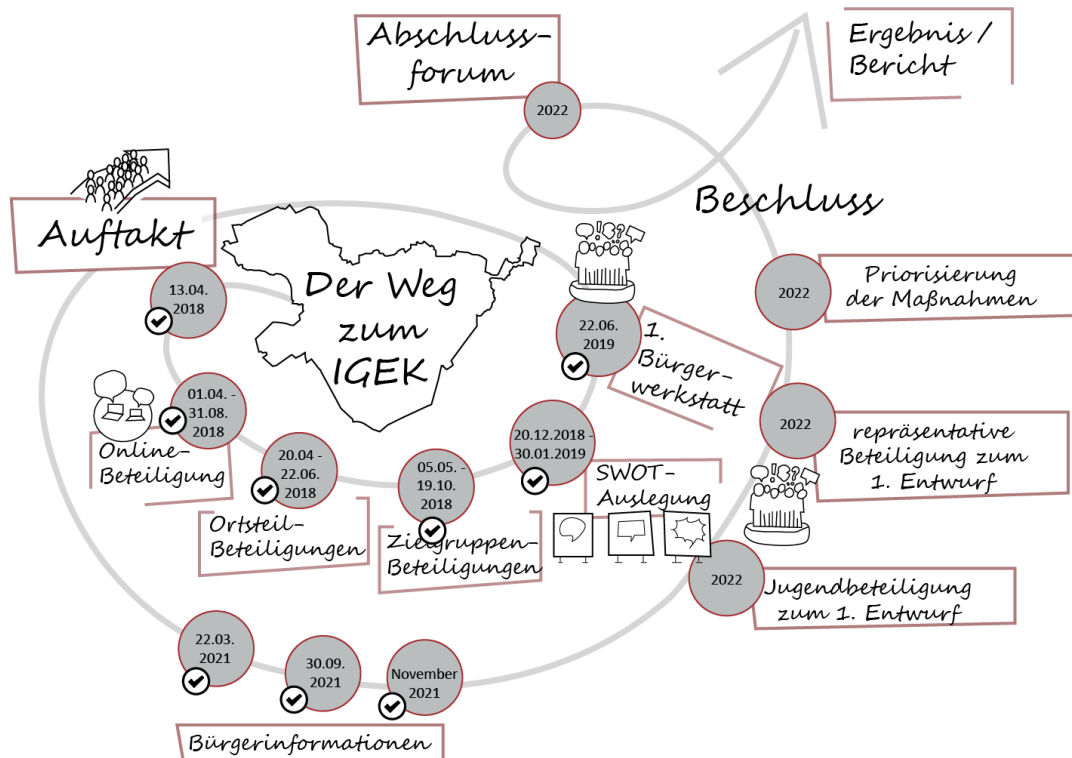 Der Weg
zum
IGEK
Auftakt
13.04.
2018
01.04. -
31.08.
2018
Online-
Beteiligung
20.04 -
22.06.
2018
Ortsteil-
Beteiligungen
05.05. -
19.10.
2018
Zielgruppen-
Beteiligungen
20.12.2018 -
30.01.2019
SWOT-
Auslegung
22.06.
2019
1.
Bürger-
werkstatt
22.03.
2021
30.09.
2021
November
2021
Bürgerinformationen
2022
Jugendbeteiligung
zum 1. Entwurf
2022
repräsentative
Beteiligung zum
1. Entwurf
2022
Priorisierung
der Maßnahmen
Abschluss-
forum
2022
Beschluss
Ergebnis /
Bericht